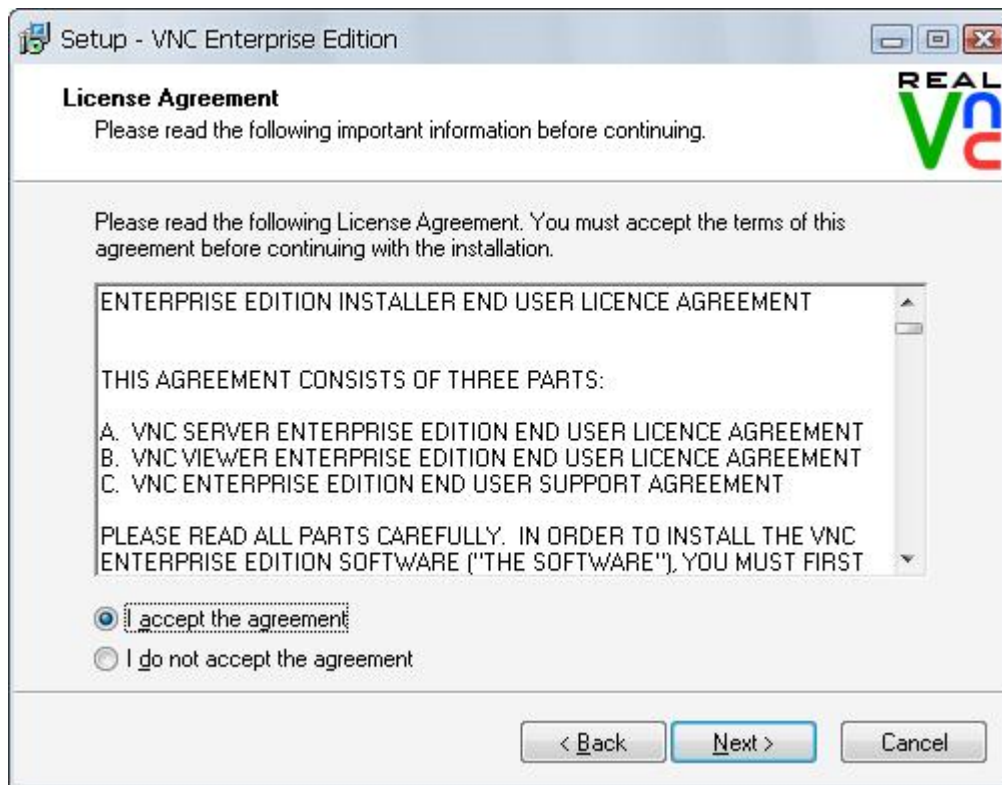 Setup - VNC Enterprise Edition
License Agreement
Please read the following important information before continuing.
REAL
Vnc
Please read the following License Agreement. You must accept the terms of this
agreement before continuing with the installation.
ENTERPRISE EDITION INSTALLER END USER LICENCE AGREEMENT
THIS AGREEMENT CONSISTS OF THREE PARTS:
A. VNC SERVER ENTERPRISE EDITION END USER LICENCE AGREEMENT
B. VNC VIEWER ENTERPRISE EDITION END USER LICENCE AGREEMENT
C. VNC ENTERPRISE EDITION END USER SUPPORT AGREEMENT
PLEASE READ ALL PARTS CAREFULLY. IN ORDER TO INSTALL THE VNC
ENTERPRISE EDITION SOFTWARE ("THE SOFTWARE"), YOU MUST FIRST
I accept the agreement
I do not accept the agreement
< Back
Next >
Cancel